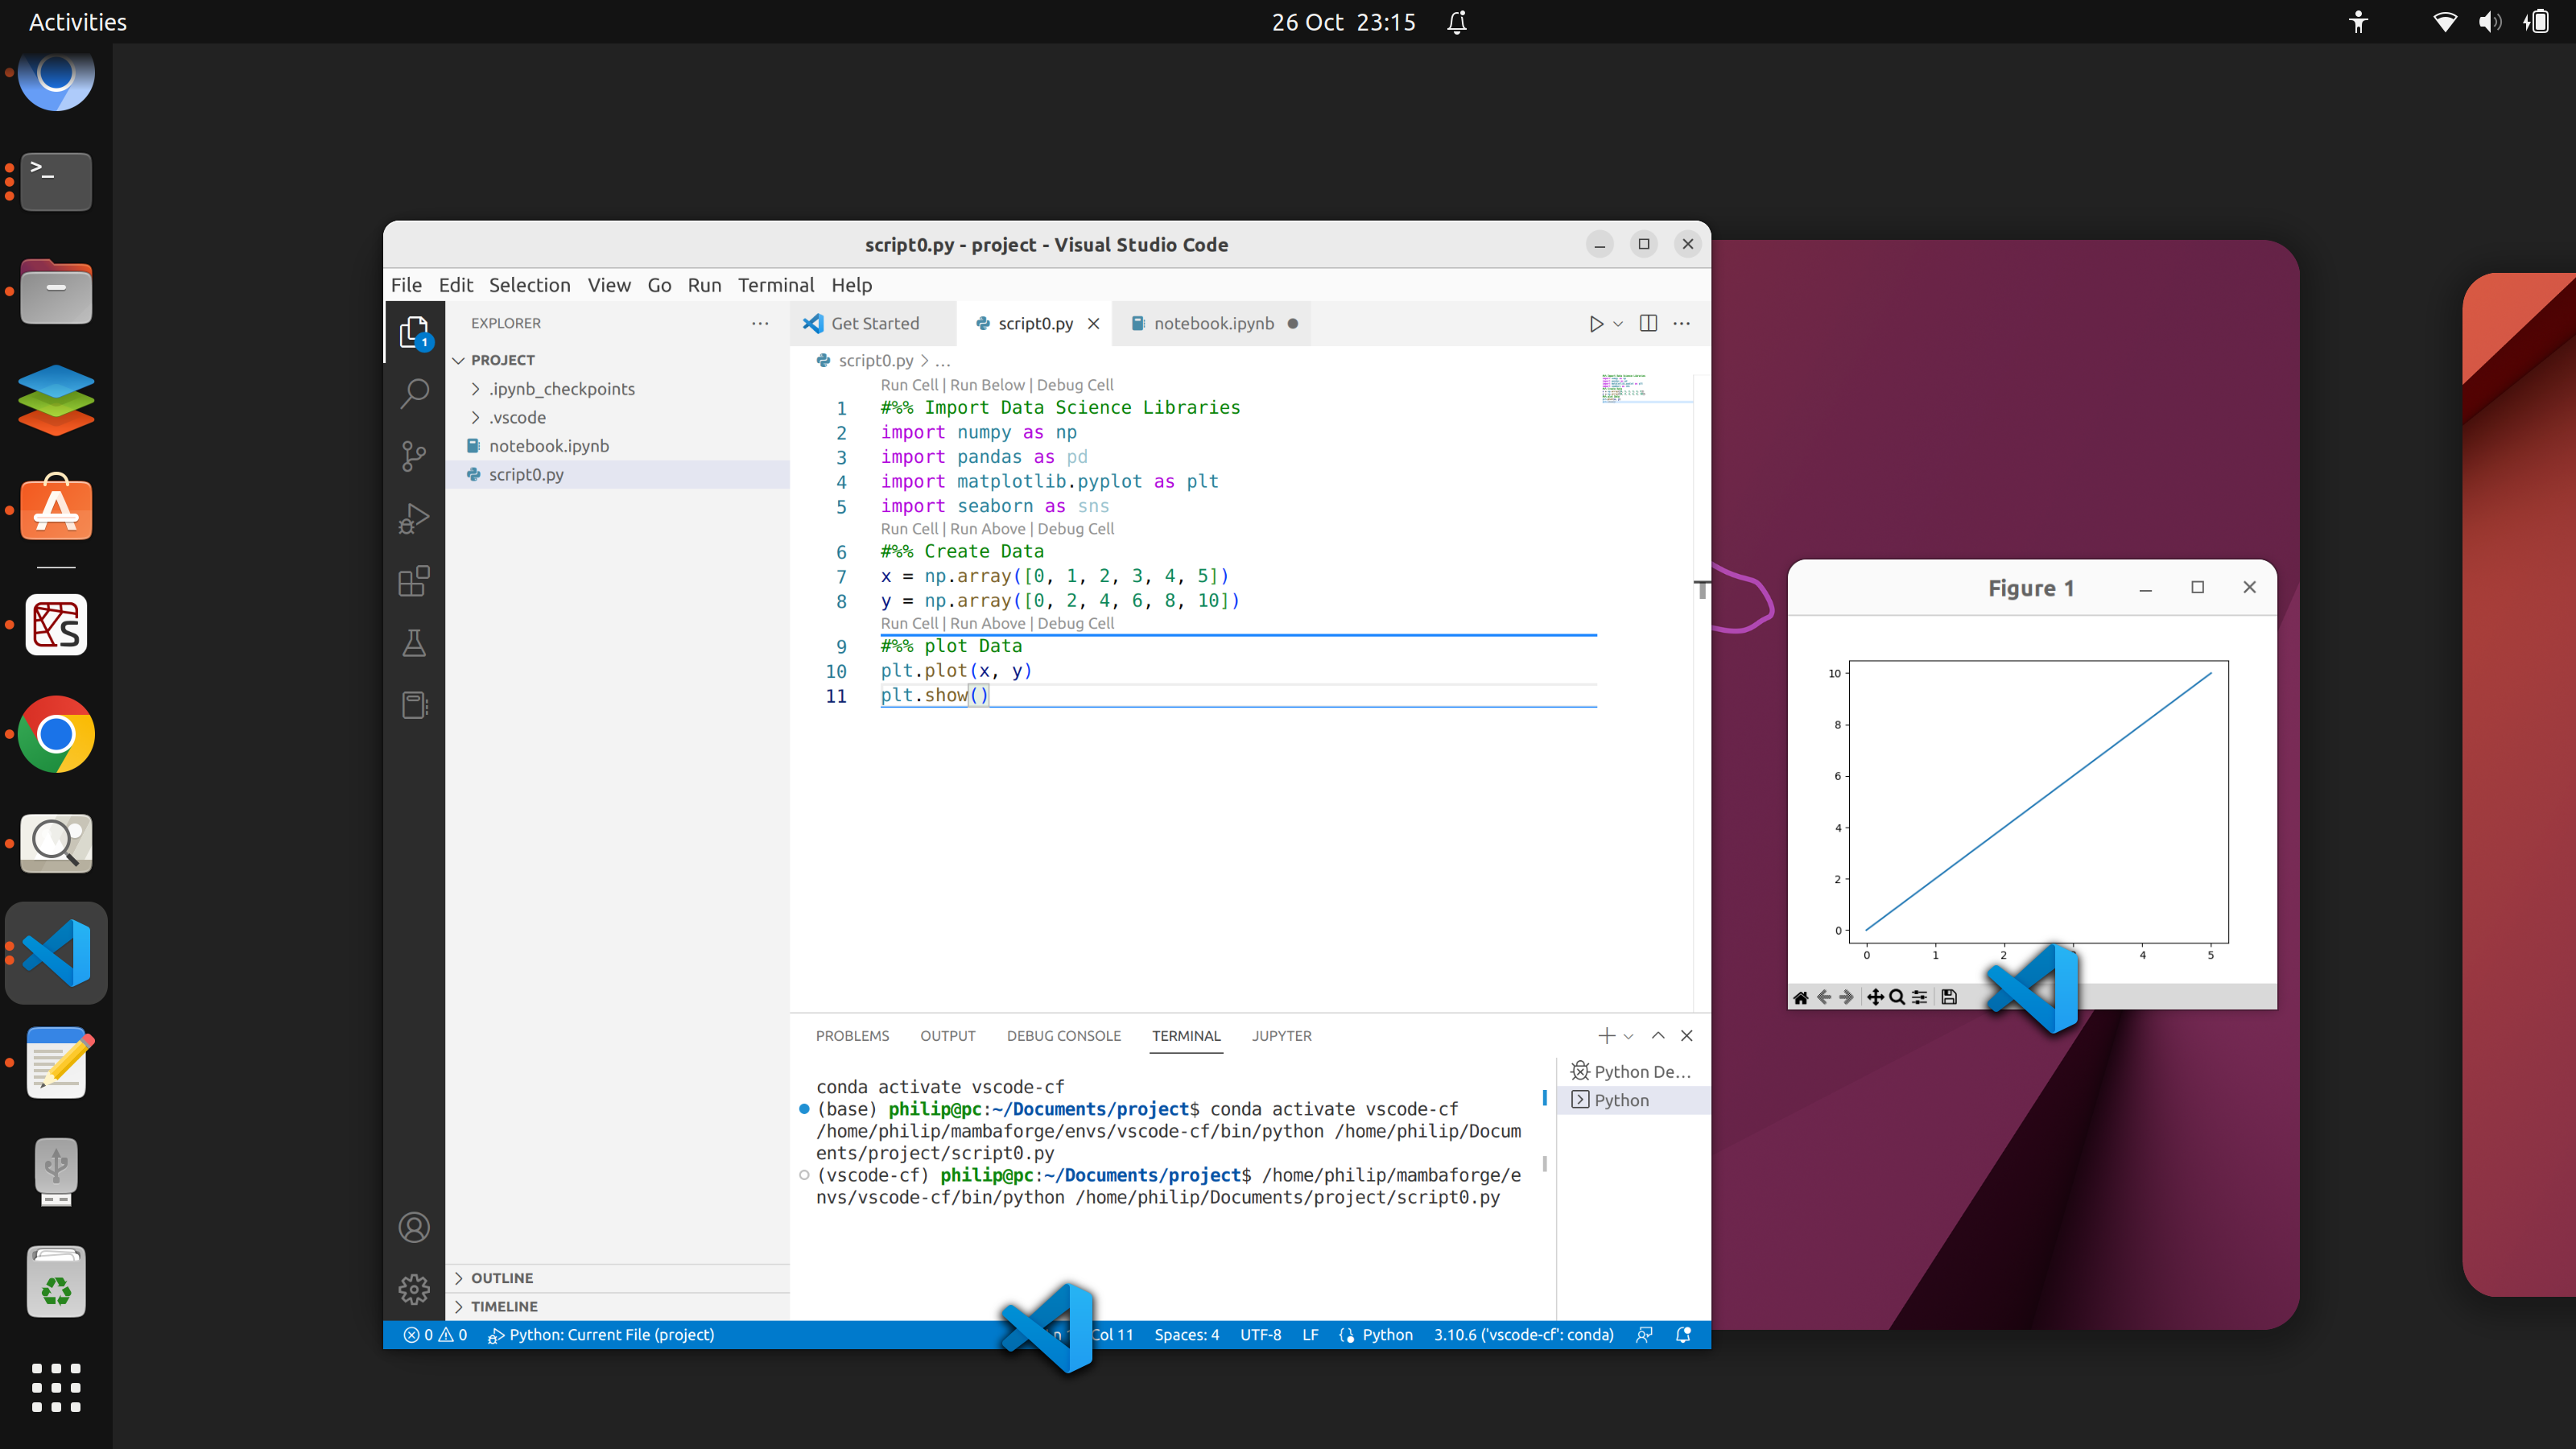 Activities
26 Oct 23:15
script0.py - project - Visual Studio Code
File Edit Selection View Go Run Terminal Help
EXPLORER
PROJECT
.ipynb_checkpoints
.vscode
notebook.ipynb
script0.py
OUTLINE
TIMELINE
1
Get Started
script0.py
notebook.ipynb
script0.py > ...
Run Cell | Run Below | Debug Cell
1 #%% Import Data Science Libraries
2 import numpy as np
3 import pandas as pd
4 import matplotlib.pyplot as plt
5 import seaborn as sns
Run Cell | Run Above | Debug Cell
6 #%% Create Data
7 x = np.array([0, 1, 2, 3, 4, 5])
8 y = np.array([0, 2, 4, 6, 8, 10])
Run Cell | Run Above | Debug Cell
9 #%% plot Data
10 plt.plot(x, y)
11 plt.show()
PROBLEMS OUTPUT DEBUG CONSOLE TERMINAL JUPYTER
conda activate vscode-cf
(base) philip@pc:~/Documents/project$ conda activate vscode-cf
/home/philip/mambaforge/envs/vscode-cf/bin/python /home/philip/Docum
ents/project/script0.py
(vscode-cf) philip@pc:~/Documents/project$ /home/philip/mambaforge/e
nvs/vscode-cf/bin/python /home/philip/Documents/project/script0.py
Python De...
Python
0 0 Python: Current File (project) Col 11 Spaces: 4 UTF-8 LF Python 3.10.6 ('vscode-cf': conda)
Figure 1
10
8
6
4
2
0
0 1 2 4 5